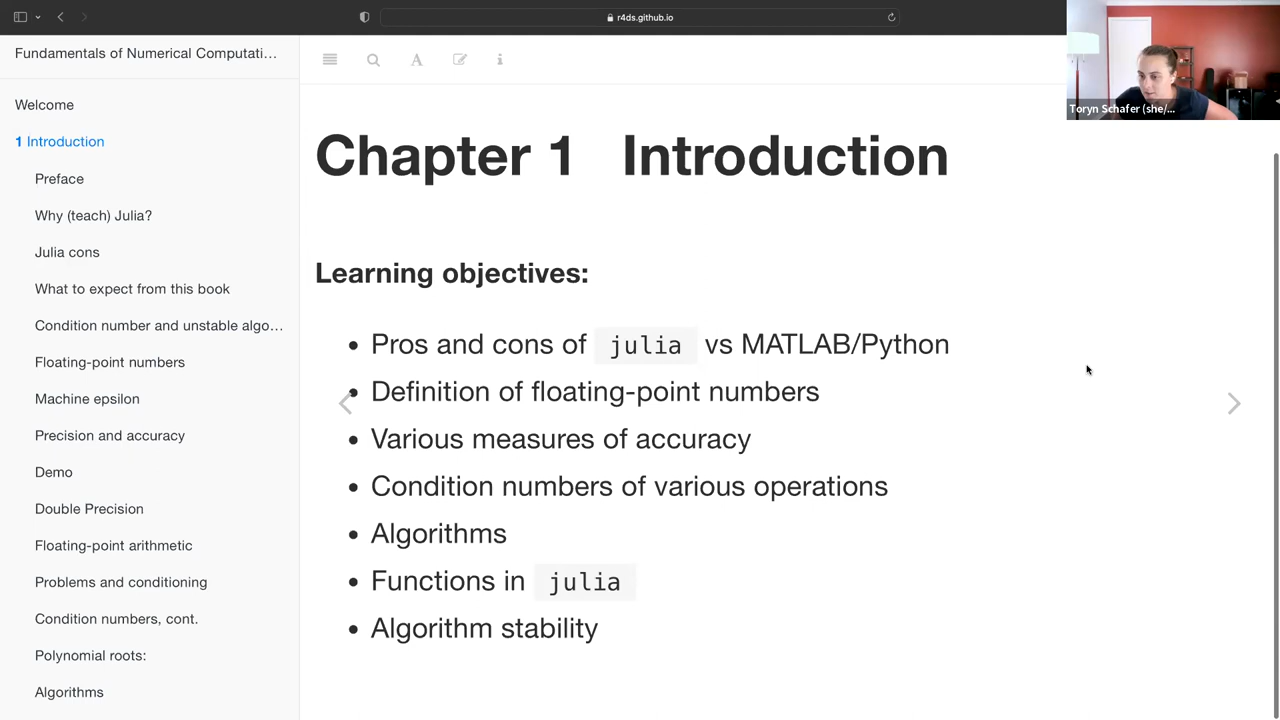 r4ds.github.io
Fundamentals of Numerical Computati…
Toryn Schafer (she/...
Welcome
1 Introduction
Preface
Why (teach) Julia?
Julia cons
What to expect from this book
Condition number and unstable algo…
Floating-point numbers
Machine epsilon
Precision and accuracy
Demo
Double Precision
Floating-point arithmetic
Problems and conditioning
Condition numbers, cont.
Polynomial roots:
Algorithms
Chapter 1 Introduction
Learning objectives:
• Pros and cons of julia vs MATLAB/Python
• Definition of floating-point numbers
• Various measures of accuracy
• Condition numbers of various operations
• Algorithms
• Functions in julia
• Algorithm stability